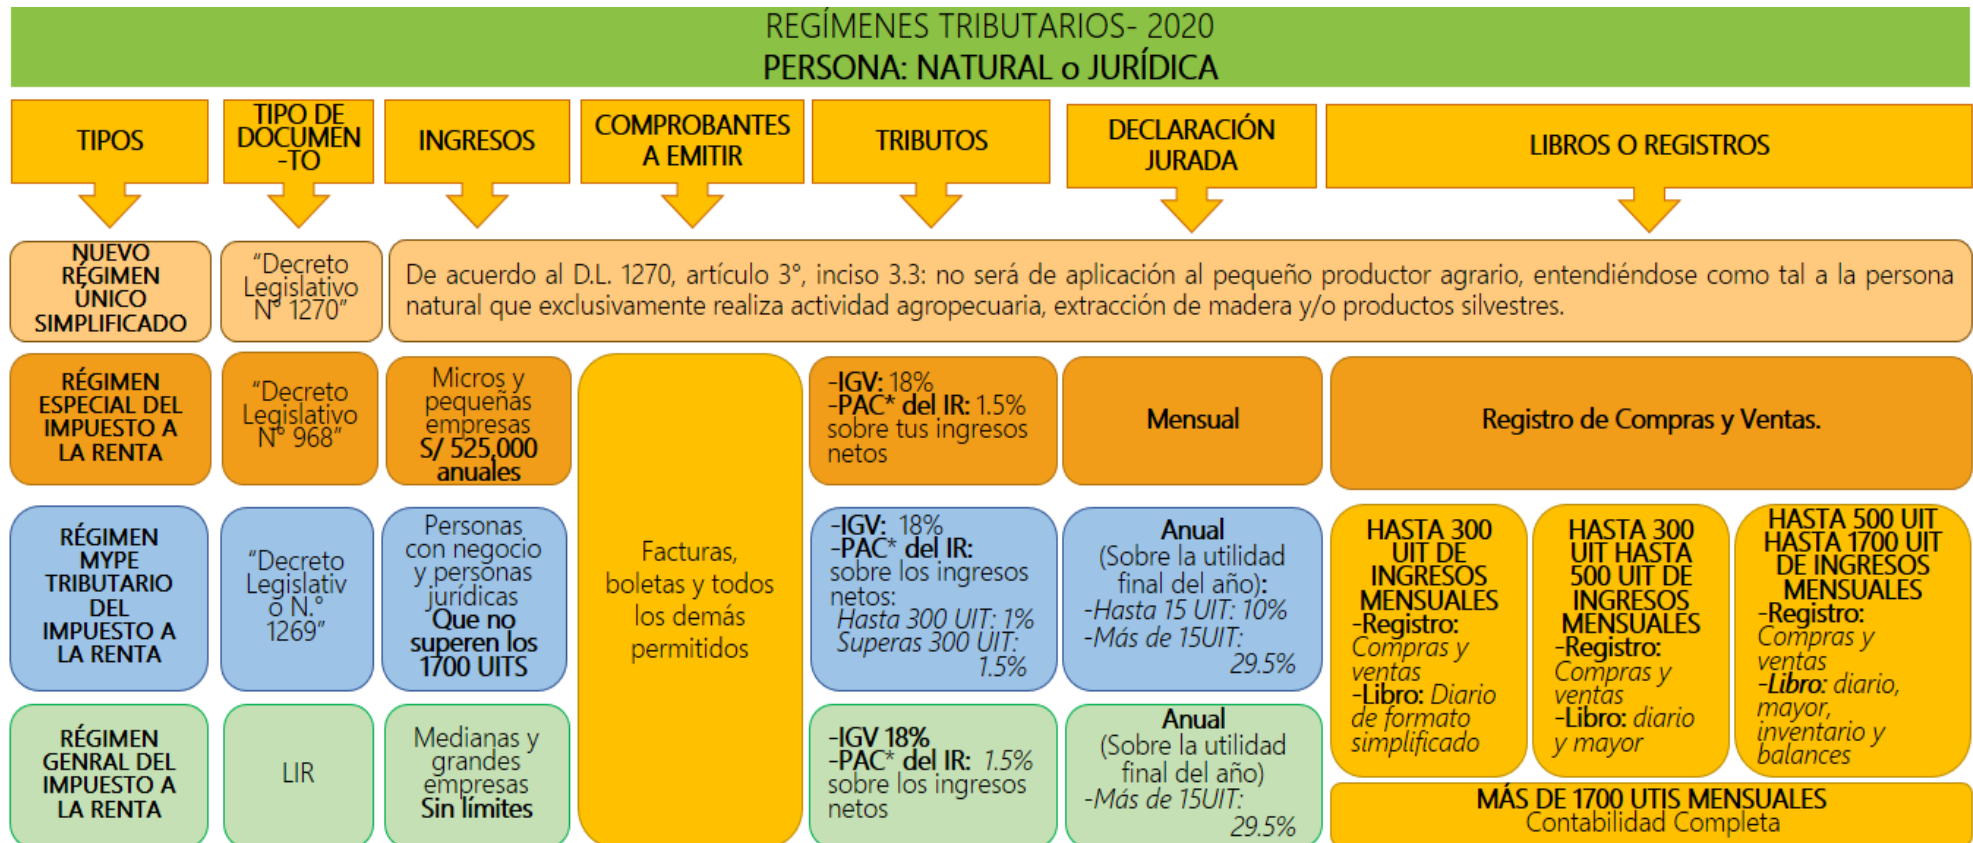 REGÍMENES TRIBUTARIOS- 2020
PERSONA: NATURAL o JURÍDICA
TIPOS
TIPO DE
DOCUMEN
-TO
INGRESOS
COMPROBANTES
A EMITIR
TRIBUTOS
DECLARACIÓN
JURADA
LIBROS O REGISTROS
NUEVO
RÉGIMEN
ÚNICO
SIMPLIFICADO
“Decreto
Legislativo
N° 1270”
De acuerdo al D.L. 1270, artículo 3°, inciso 3.3: no será de aplicación al pequeño productor agrario, entendiéndose como tal a la persona
natural que exclusivamente realiza actividad agropecuaria, extracción de madera y/o productos silvestres.
RÉGIMEN
ESPECIAL DEL
IMPUESTO A
LA RENTA
“Decreto
Legislativo
N° 968”
Micros y
pequeñas
empresas
S/ 525,000
anuales
Facturas,
boletas y todos
los demás
permitidos
-IGV: 18%
-PAC* del IR: 1.5%
sobre tus ingresos
netos
Mensual
Registro de Compras y Ventas.
RÉGIMEN
MYPE
TRIBUTARIO
DEL
IMPUESTO A
LA RENTA
“Decreto
Legislativ
o N.°
1269”
Personas
con negocio
y personas
jurídicas
Que no
superen los
1700 UITS
-IGV: 18%
-PAC* del IR:
sobre los ingresos
netos:
Hasta 300 UIT: 1%
Superas 300 UIT:
1.5%
Anual
(Sobre la utilidad
final del año):
-Hasta 15 UIT: 10%
-Más de 15UIT:
29.5%
HASTA 300
UIT DE
INGRESOS
MENSUALES
-Registro:
Compras y
ventas
-Libro: Diario
de formato
simplificado
HASTA 300
UIT HASTA
500 UIT DE
INGRESOS
MENSUALES
-Registro:
Compras y
ventas
-Libro: diario
y mayor
HASTA 500 UIT
HASTA 1700 UIT
DE INGRESOS
MENSUALES
-Registro:
Compras y
ventas
-Libro: diario,
mayor,
inventario y
balances
RÉGIMEN
GENRAL DEL
IMPUESTO A
LA RENTA
LIR
Medianas y
grandes
empresas
Sin límites
-IGV 18%
-PAC* del IR: 1.5%
sobre los ingresos
netos
Anual
(Sobre la utilidad
final del año)
-Más de 15UIT:
29.5%
MÁS DE 1700 UTIS MENSUALES
Contabilidad Completa